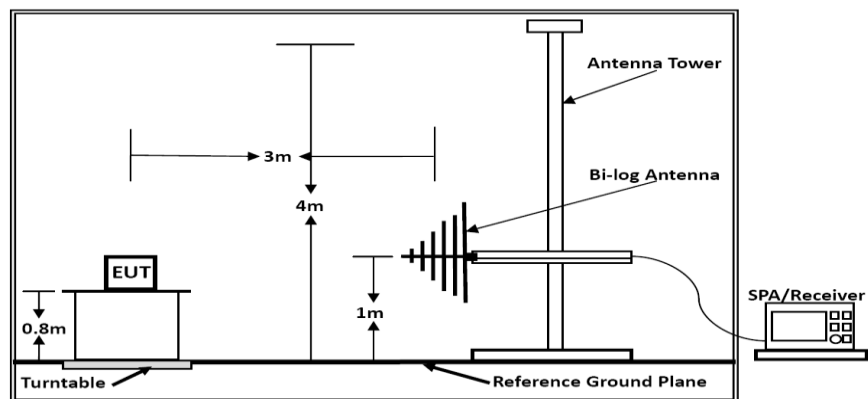 Antenna Tower
3m
Bi-log Antenna
4m
EUT
SPA/Receiver
0.8m
1m
Turntable
Reference Ground Plane